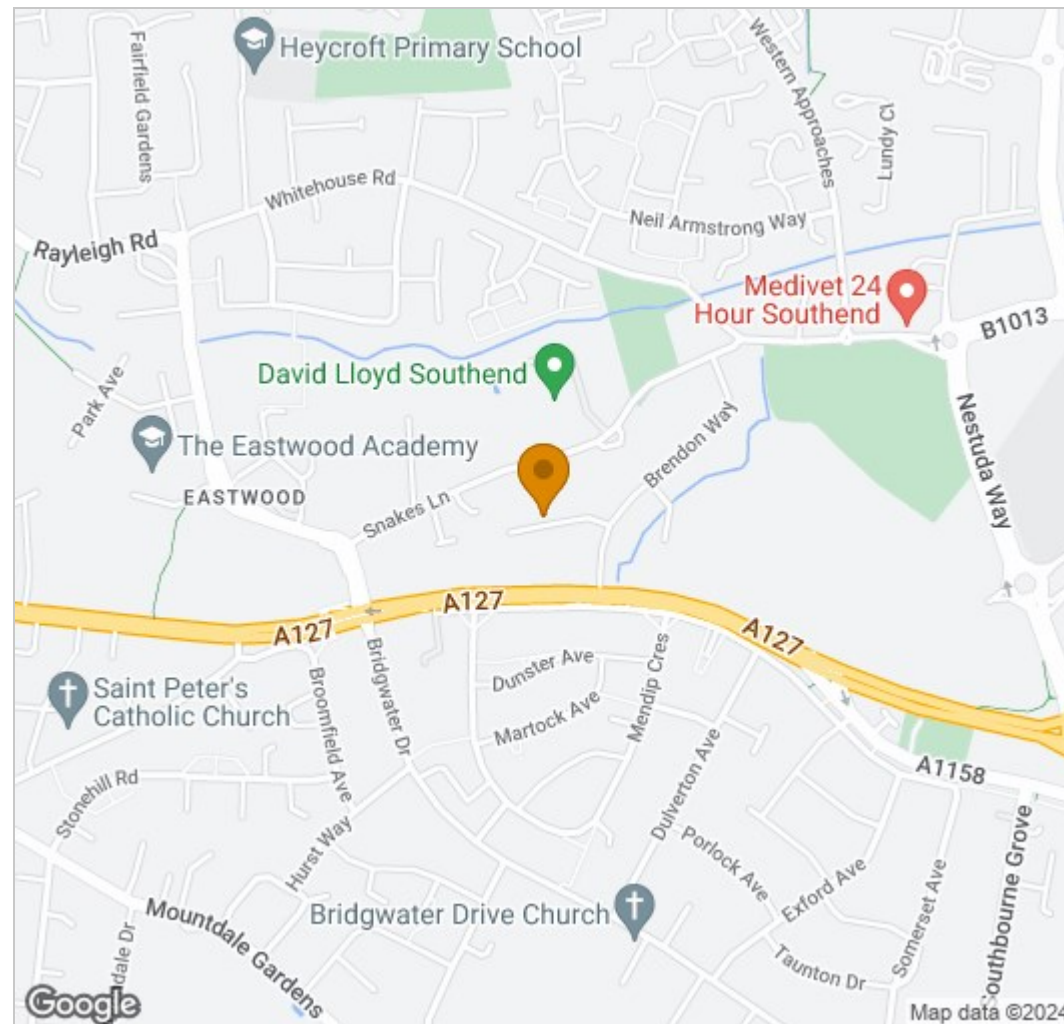 Heycroft Primary School
Fairfield Gardens
Western Approaches
Lundy Cl
Whitehouse Rd
Neil Armstrong Way
Rayleigh Rd
Medivet 24
Hour Southend
B1013
David Lloyd Southend
Park Ave
The Eastwood Academy
Brendon Way
Nestuda Way
EASTWOOD
Snakes Ln
A127
A127
A127
Dunster Ave
Mendip Cres
Saint Peter's
Catholic Church
Bridgwater Dr
Broomfield Ave
Martock Ave
Dulverton Ave
A1158
Stonehill Rd
Hurst Way
Porlock Ave
Exford Ave
Somerset Ave
Southbourne Grove
Mountdale Gardens
Bridgwater Drive Church
Taunton Dr
dale Dr
Google
Map data ©2024